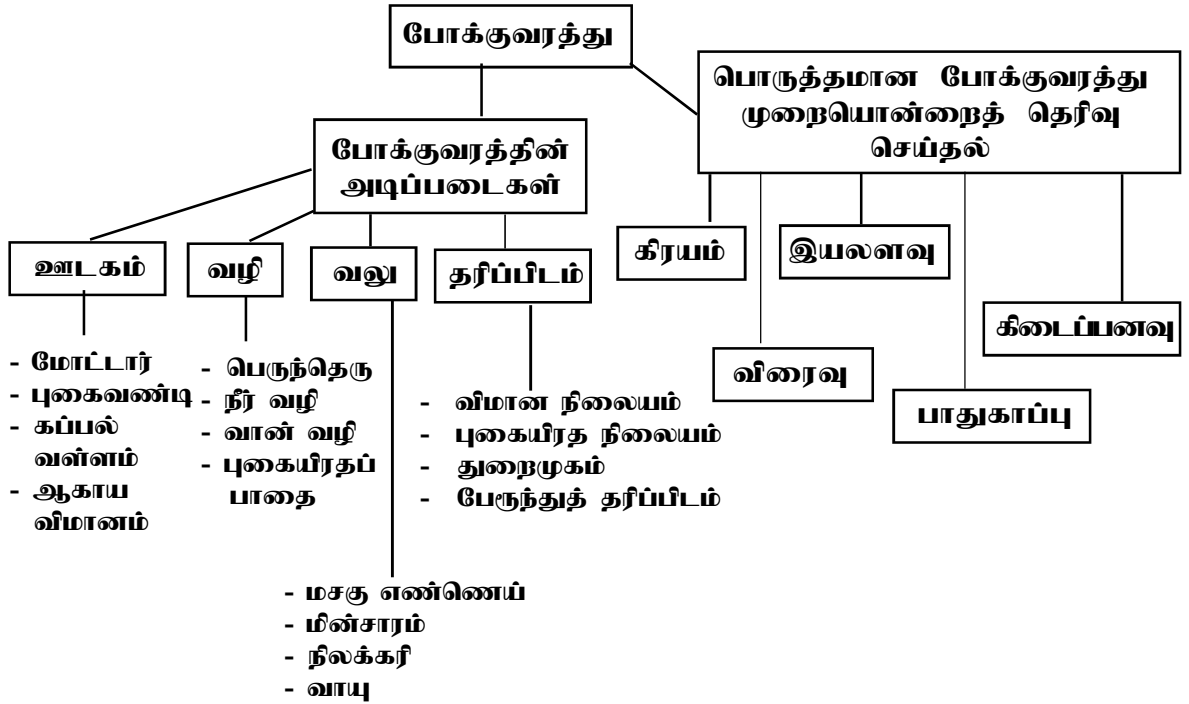 போக்குவரத்து
பொருத்தமான போக்குவரத்து
முறையொன்றைத் தெரிவு
செய்தல்
போக்குவரத்தின்
அடிப்படைகள்
ஊடகம்
வழி
வலு
தரிப்பிடம்
கிரயம்
இயலளவு
கிடைப்பனவு
விரைவு
பாதுகாப்பு
- மோட்டார்
- புகைவண்டி
- கப்பல்
வள்ளம்
- ஆகாய
விமானம்
- பெருந்தெரு
- நீர் வழி
- வான் வழி
- புகையிரதப்
பாதை
- விமான நிலையம்
- புகையிரத நிலையம்
- துறைமுகம்
- பேரூந்துத் தரிப்பிடம்
- மசகு எண்ணெய்
- மின்சாரம்
- நிலக்கரி
- வாயு